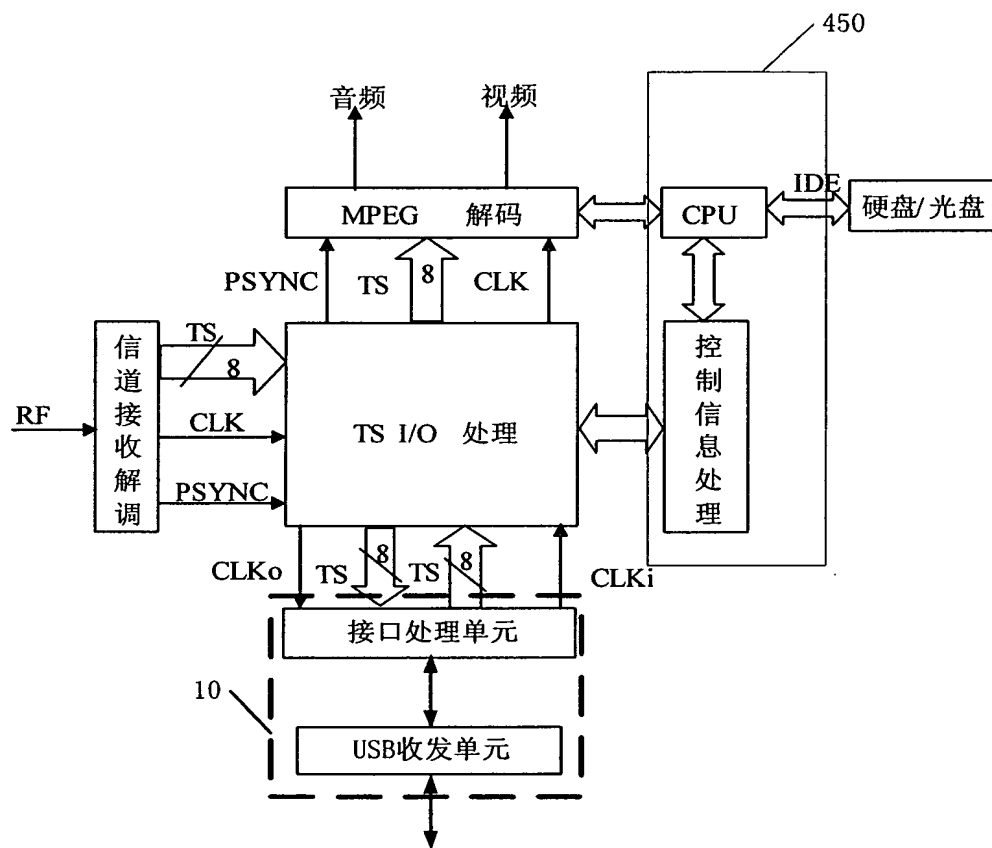 450
音频
视频
IDE
MPEG 解码
CPU
硬盘/光盘
PSYNC
TS
8
CLK
信道接收解调
TS
8
RF
CLK
PSYNC
TS I/O 处理
控制信息处理
CLKo
TS
8
TS
8
CLKi
接口处理单元
10
USB收发单元